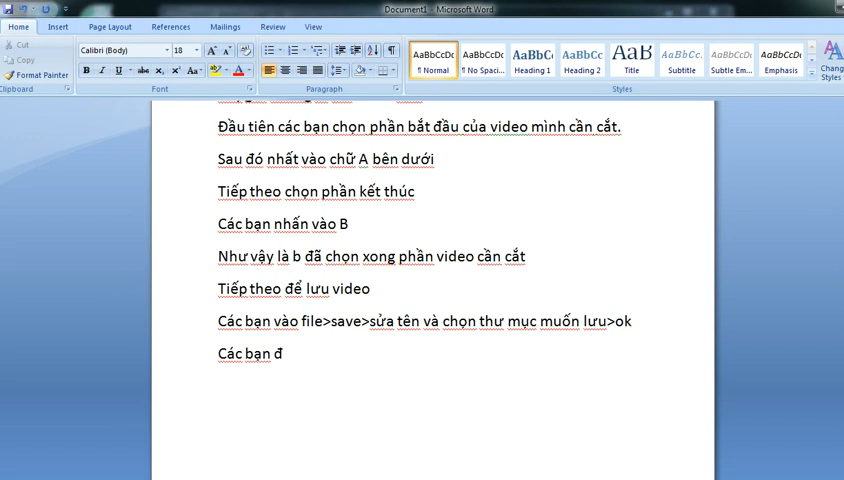 Document1 - Microsoft Word
Home Insert Page Layout References Mailings Review View
Cut
Copy
Format Painter
Clipboard
Calibri (Body) 18
Font
Paragraph
AaBbCcDc AaBbCcDc AaBbC AaBbCc AaB AaBbCcL AaBbCcDt AaBbCcDt
¶ Normal ¶ No Spaci... Heading 1 Heading 2 Title Subtitle Subtle Em... Emphasis
Change
Styles
Styles
Đầu tiên các bạn chọn phần bắt đầu của video mình cần cắt.
Sau đó nhất vào chữ A bên dưới
Tiếp theo chọn phần kết thúc
Các bạn nhấn vào B
Như vậy là b đã chọn xong phần video cần cắt
Tiếp theo để lưu video
Các bạn vào file>save>sửa tên và chọn thư mục muốn lưu>ok
Các bạn đ